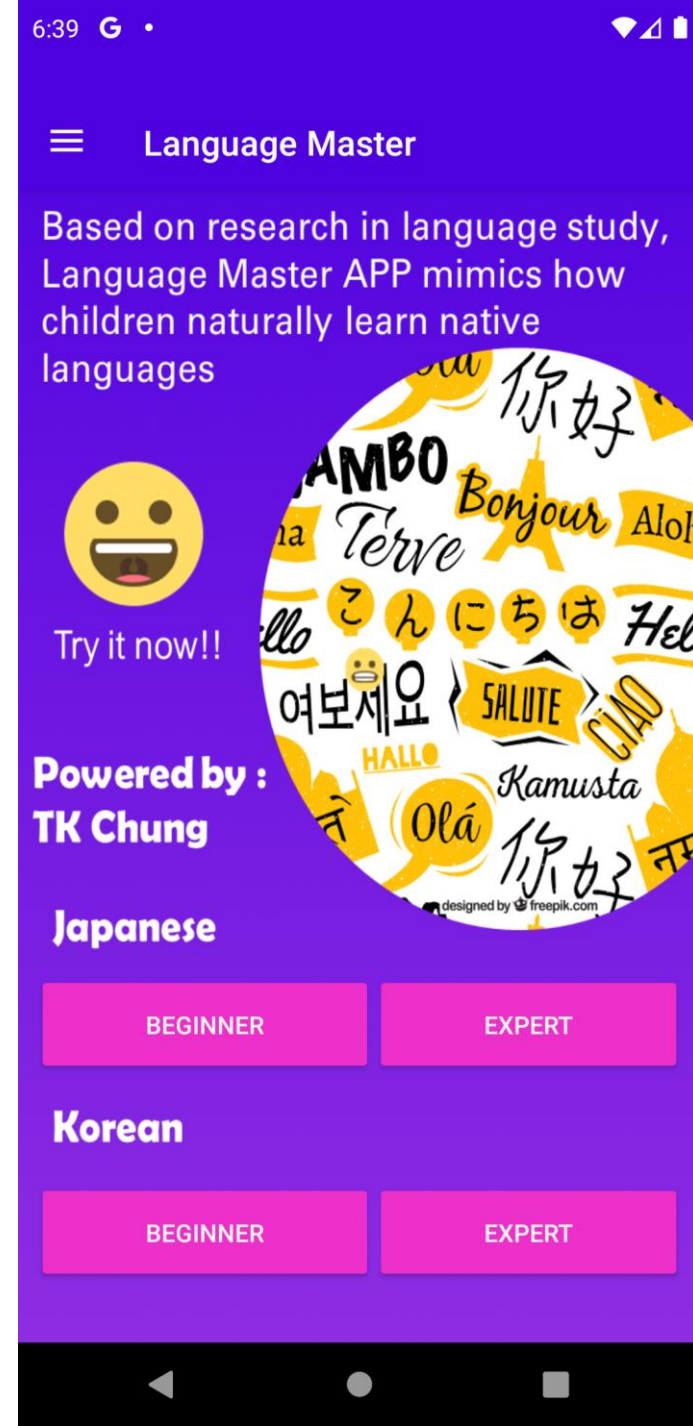 6:39 G
Language Master
Based on research in language study,
Language Master APP mimics how
children naturally learn native
languages
你好
AMBO
Bonjour
Terve
こんにちは
Try it now!!
여보세요
SALUTE
CIAO
HALLO
Kamusta
Powered by :
TK Chung
Olá
你好
designed by freepik.com
Japanese
BEGINNER EXPERT
Korean
BEGINNER EXPERT